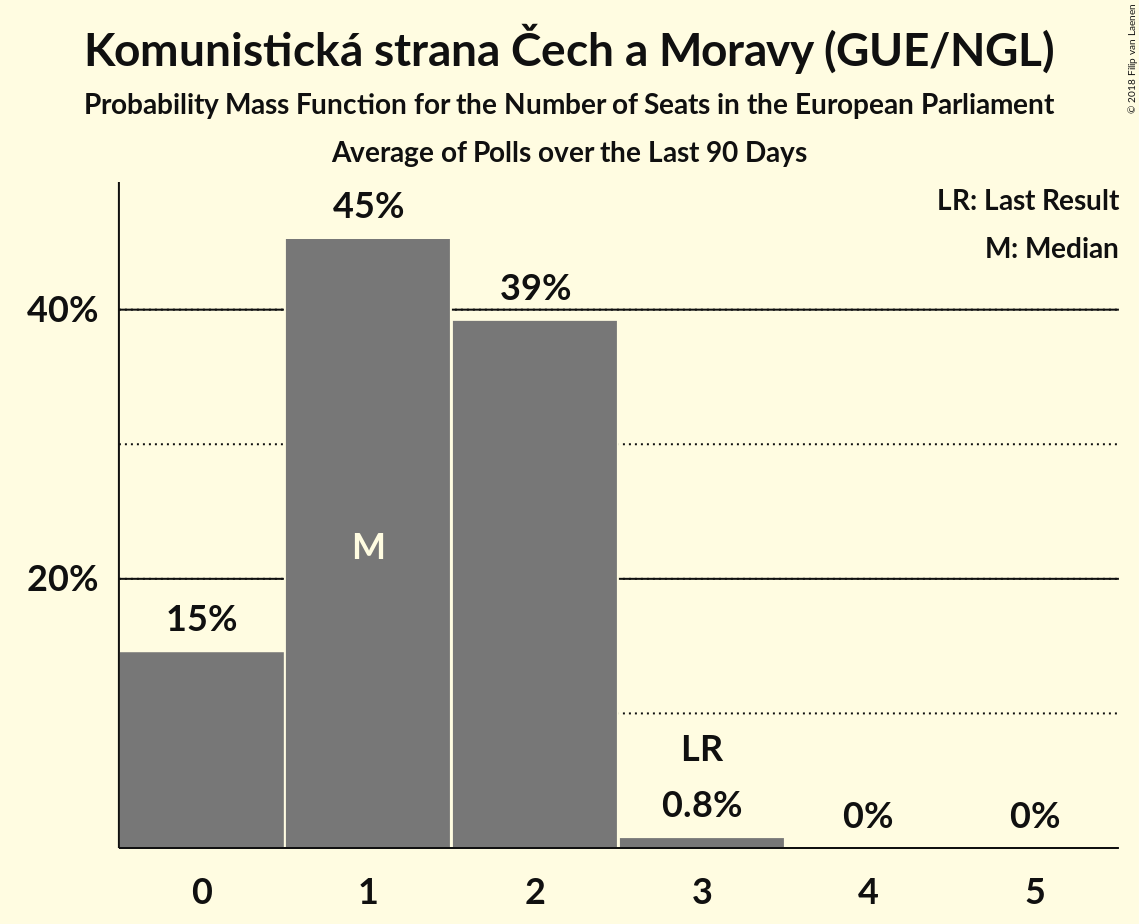 Komunistická strana Čech a Moravy (GUE/NGL)
Probability Mass Function for the Number of Seats in the European Parliament
Average of Polls over the Last 90 Days
© 2018 Filip van Laenen
LR: Last Result
M: Median
45%
39%
40%
M
20%
15%
LR
0.8%
0%
0%
0
1
2
3
4
5